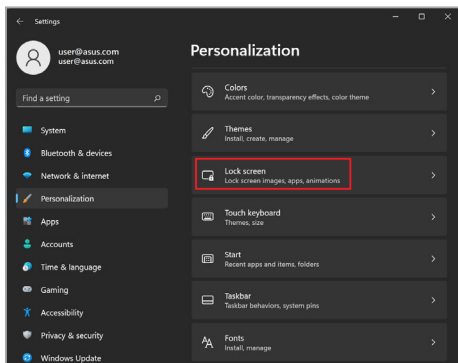 Settings
user@asus.com
user@asus.com
Find a setting
System
Bluetooth & devices
Network & internet
Personalization
Apps
Accounts
Time & language
Gaming
Accessibility
Privacy & security
Windows Update
Personalization
Colors
Accent color, transparency effects, color theme
Themes
Install, create, manage
Lock screen
Lock screen images, apps, animations
Touch keyboard
Themes, size
Start
Recent apps and items, folders
Taskbar
Taskbar behaviors, system pins
Fonts
Install, manage